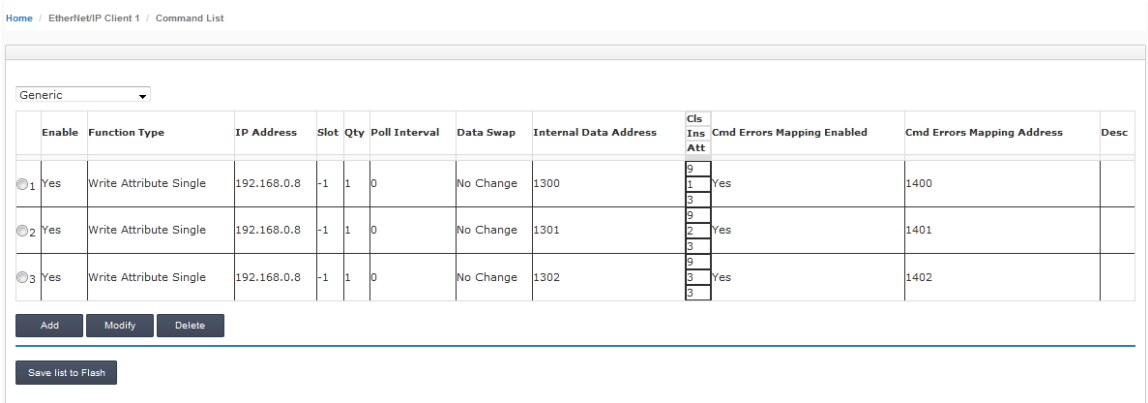 Home / EtherNet/IP Client 1 / Command List
Generic
Enable Function Type IP Address Slot Qty Poll Interval Data Swap Internal Data Address Cls Ins Att Cmd Errors Mapping Enabled Cmd Errors Mapping Address Desc
1 Yes Write Attribute Single 192.168.0.8 -1 1 0 No Change 1300 9 1 3 Yes 1400
2 Yes Write Attribute Single 192.168.0.8 -1 1 0 No Change 1301 9 2 3 Yes 1401
3 Yes Write Attribute Single 192.168.0.8 -1 1 0 No Change 1302 9 3 3 Yes 1402
Add Modify Delete
Save list to Flash